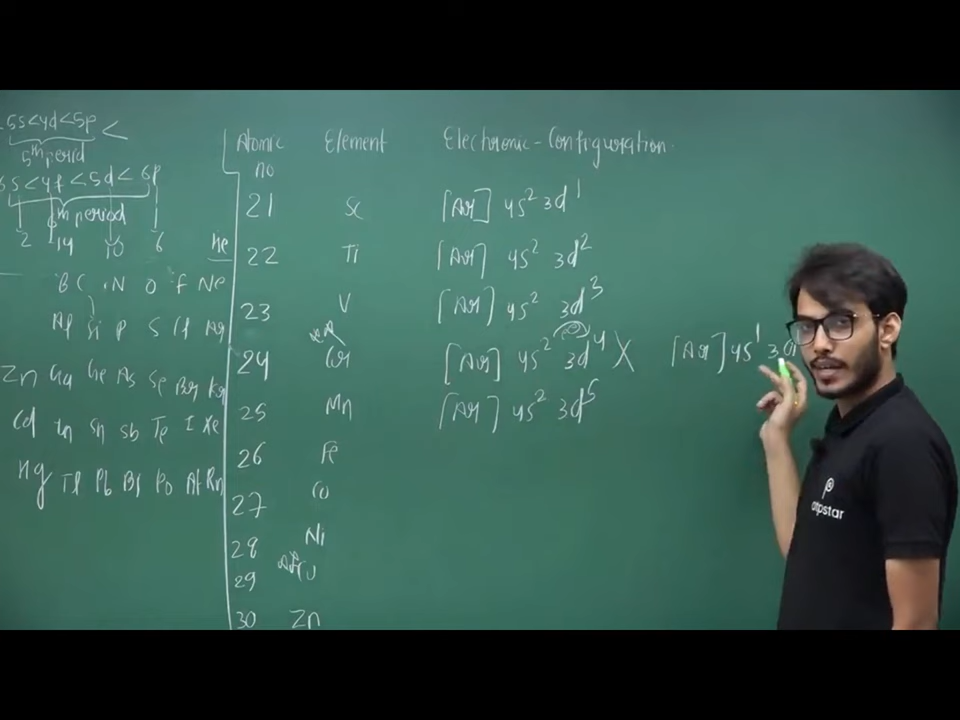 5s<4d<5p <
5th period
6s<4f<5d<6p
6th period
2 14 10 6 He
B C N O F Ne
Al Si P S Cl Ar
Zn Ga Ge As Se Br Kr
Cd In Sn Sb Te I Xe
Hg Tl Pb Bi Po At Rn
Atomic no Element Electronic-Configuration
21 Sc [Ar] 4s² 3d¹
22 Ti [Ar] 4s² 3d²
23 V [Ar] 4s² 3d³
24 Cr [Ar] 4s² 3d⁴ X [Ar] 4s¹
25 Mn [Ar] 4s² 3d⁵
26 Fe
27 Co
28 Ni
29 Cu
30 Zn